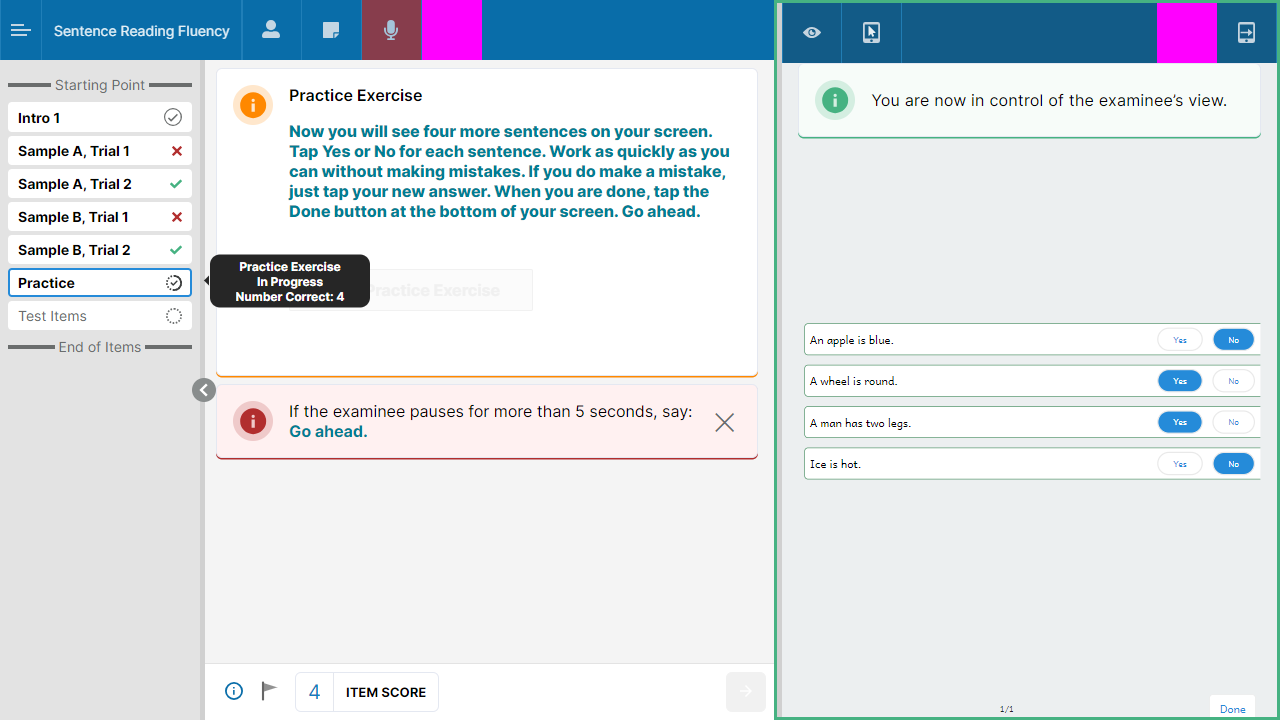 Sentence Reading Fluency
Starting Point
Intro 1
Sample A, Trial 1
Sample A, Trial 2
Sample B, Trial 1
Sample B, Trial 2
Practice
Test Items
End of Items
Practice Exercise
Now you will see four more sentences on your screen.
Tap Yes or No for each sentence. Work as quickly as you
can without making mistakes. If you do make a mistake,
just tap your new answer. When you are done, tap the
Done button at the bottom of your screen. Go ahead.
Practice Exercise
In Progress
Number Correct: 4
Practice Exercise
If the examinee pauses for more than 5 seconds, say:
Go ahead.
4 ITEM SCORE
You are now in control of the examinee's view.
An apple is blue. Yes No
A wheel is round. Yes No
A man has two legs. Yes No
Ice is hot. Yes No
1/1
Done